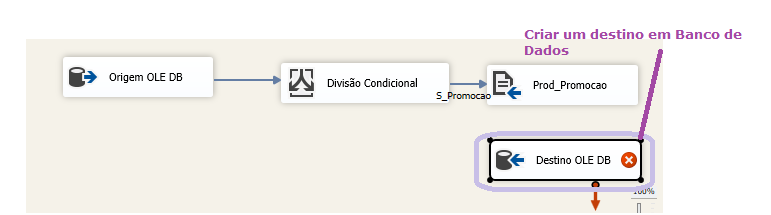 Criar um destino em Banco de
Dados
Origem OLE DB
Divisão Condicional
S_Promocao
Prod_Promocao
Destino OLE DB
100%